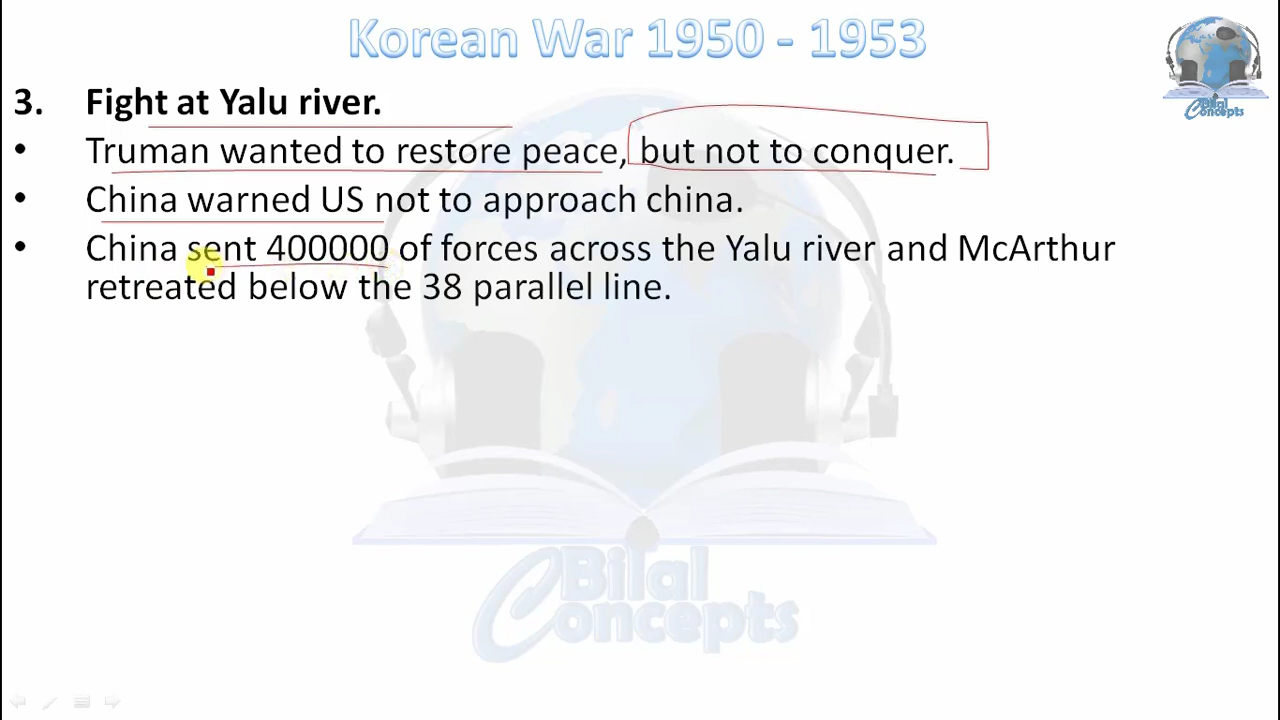 Korean War 1950 - 1953
3. Fight at Yalu river.
• Truman wanted to restore peace, but not to conquer.
• China warned US not to approach china.
• China sent 400000 of forces across the Yalu river and McArthur
retreated below the 38 parallel line.
Bilal
Concepts
Bilal
Concepts